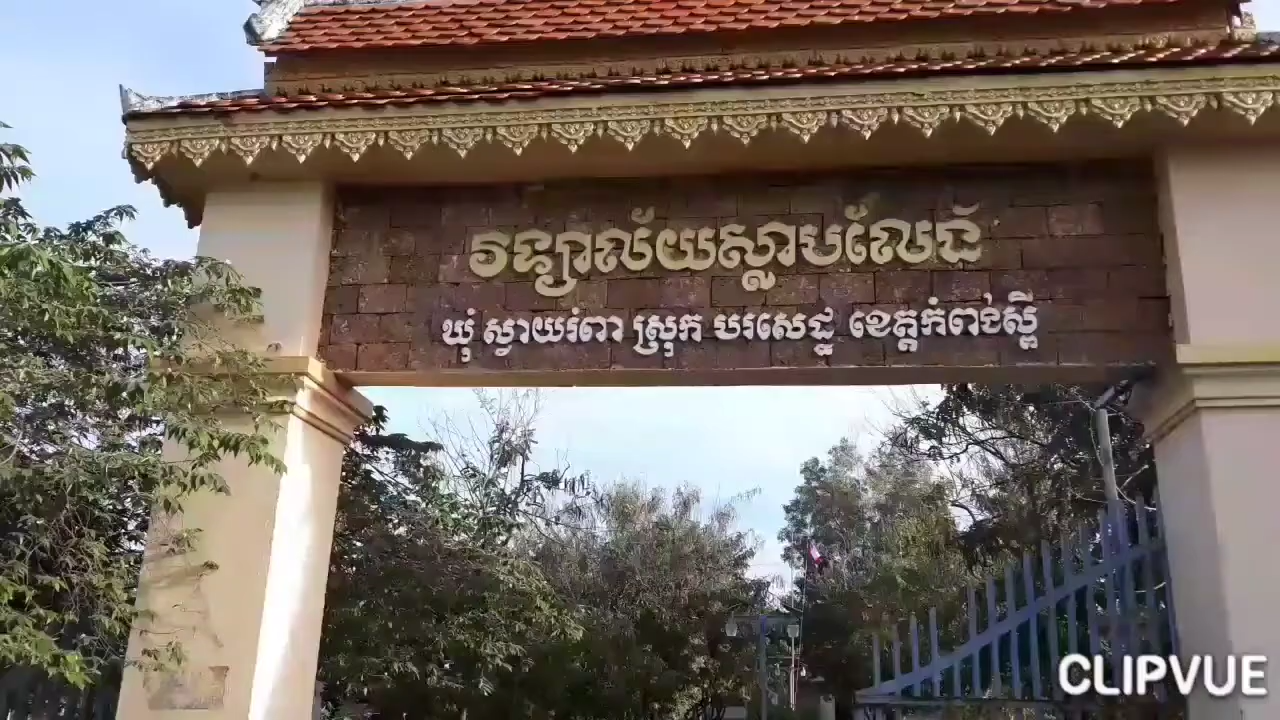 វិទ្យាល័យស្លាបលែង
ឃុំ ស្វាយរំពា ស្រុក បរសេដ្ឋ ខេត្តកំពង់ស្ពឺ
CLIPVUE